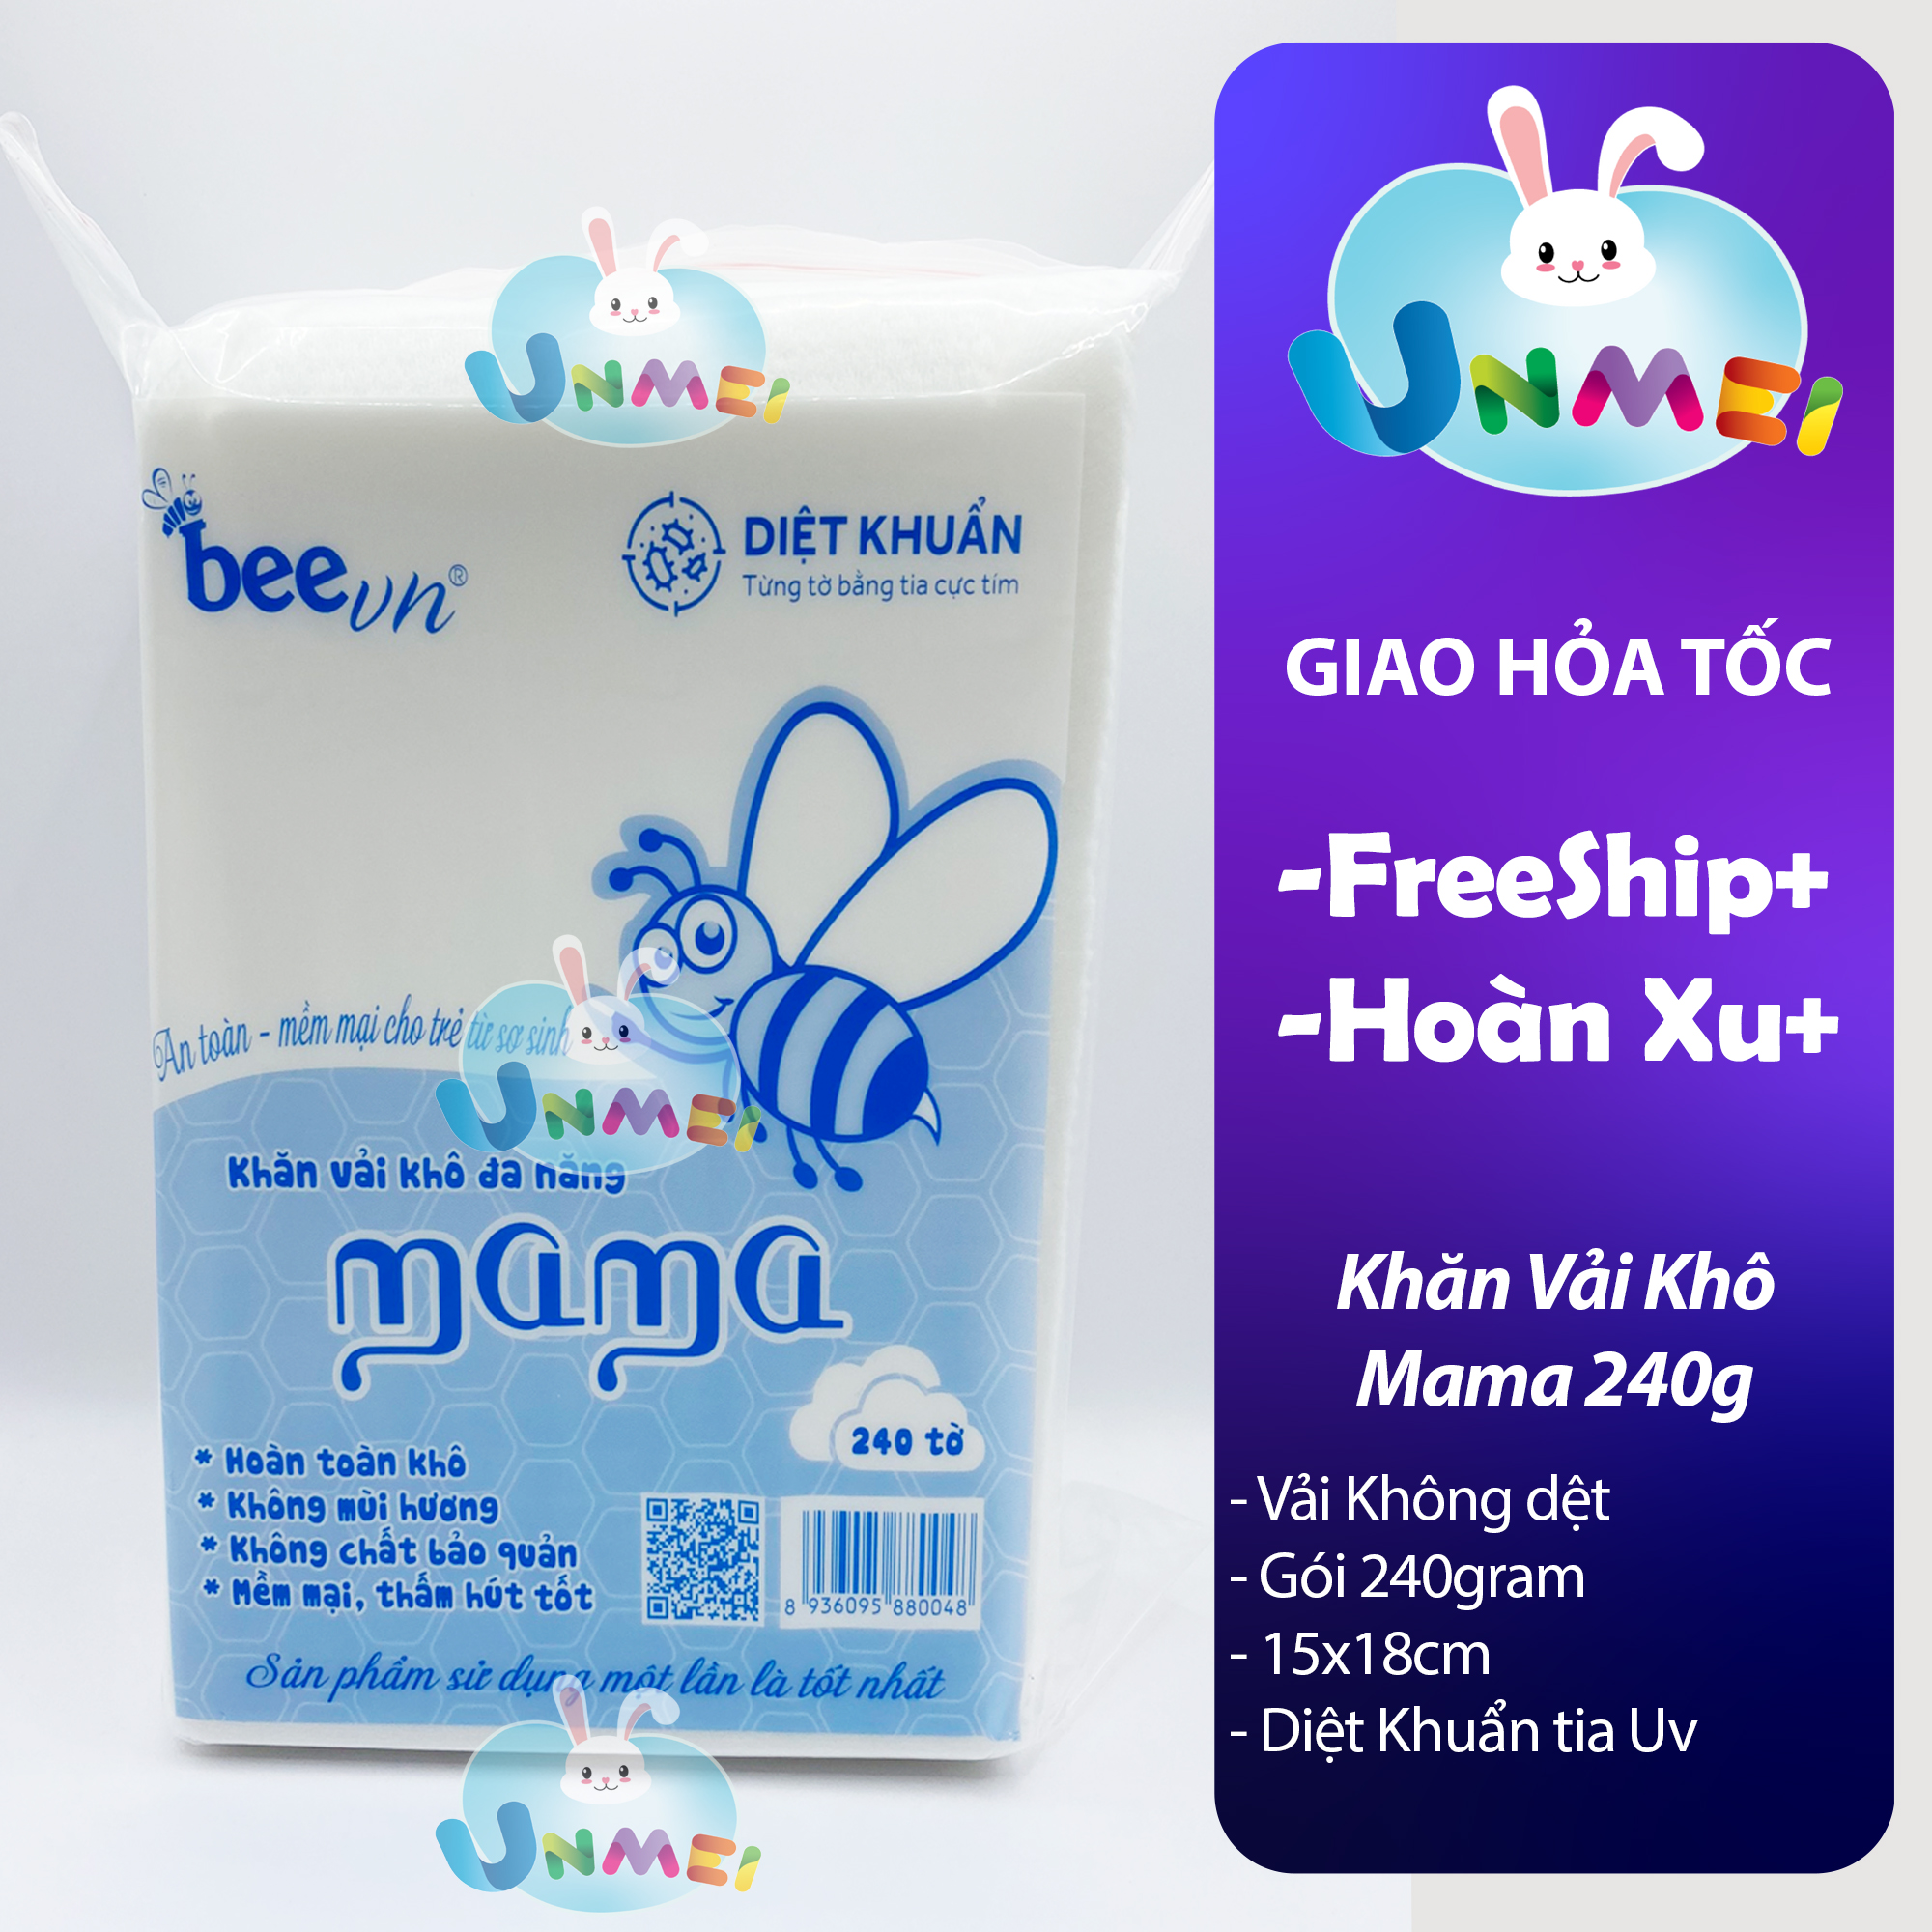 UNMEI
beevn®
DIỆT KHUẨN
Từng tờ bằng tia cực tím
An toàn - mềm mại cho trẻ từ sơ sinh
UNMEI
Khăn vải khô đa năng
mama
240 tờ
* Hoàn toàn khô
* Không mùi hương
* Không chất bảo quản
* Mềm mại, thấm hút tốt
8 936095 880048
Sản phẩm sử dụng một lần là tốt nhất
UNMEI
UNMEI
GIAO HỎA TỐC
-FreeShip+
-Hoàn Xu+
Khăn Vải Khô
Mama 240g
- Vải Không dệt
- Gói 240gram
- 15x18cm
- Diệt Khuẩn tia Uv